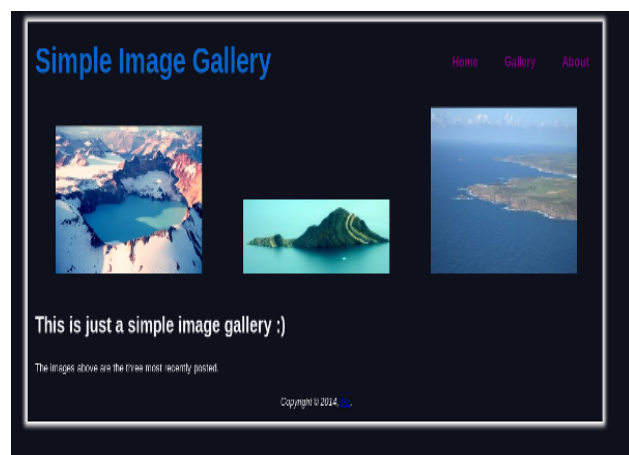 Simple Image Gallery
Home Gallery About
This is just a simple image gallery :)
The images above are the three most recently posted.
Copyright © 2014, .